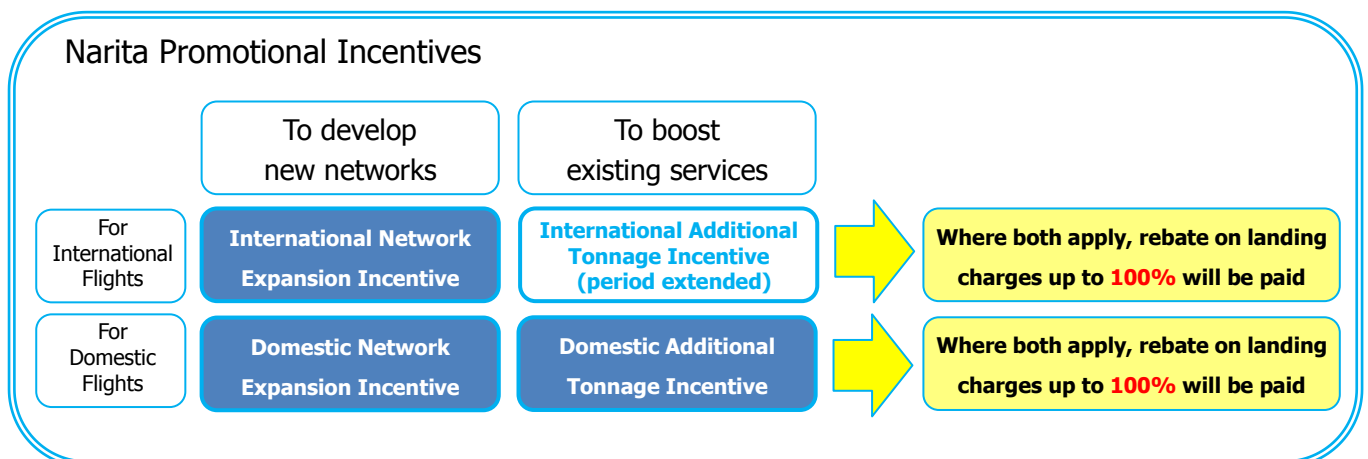 Narita Promotional Incentives
To develop
new networks
To boost
existing services
For
International
Flights
International Network
Expansion Incentive
International Additional
Tonnage Incentive
(period extended)
Where both apply, rebate on landing
charges up to 100% will be paid
For
Domestic
Flights
Domestic Network
Expansion Incentive
Domestic Additional
Tonnage Incentive
Where both apply, rebate on landing
charges up to 100% will be paid